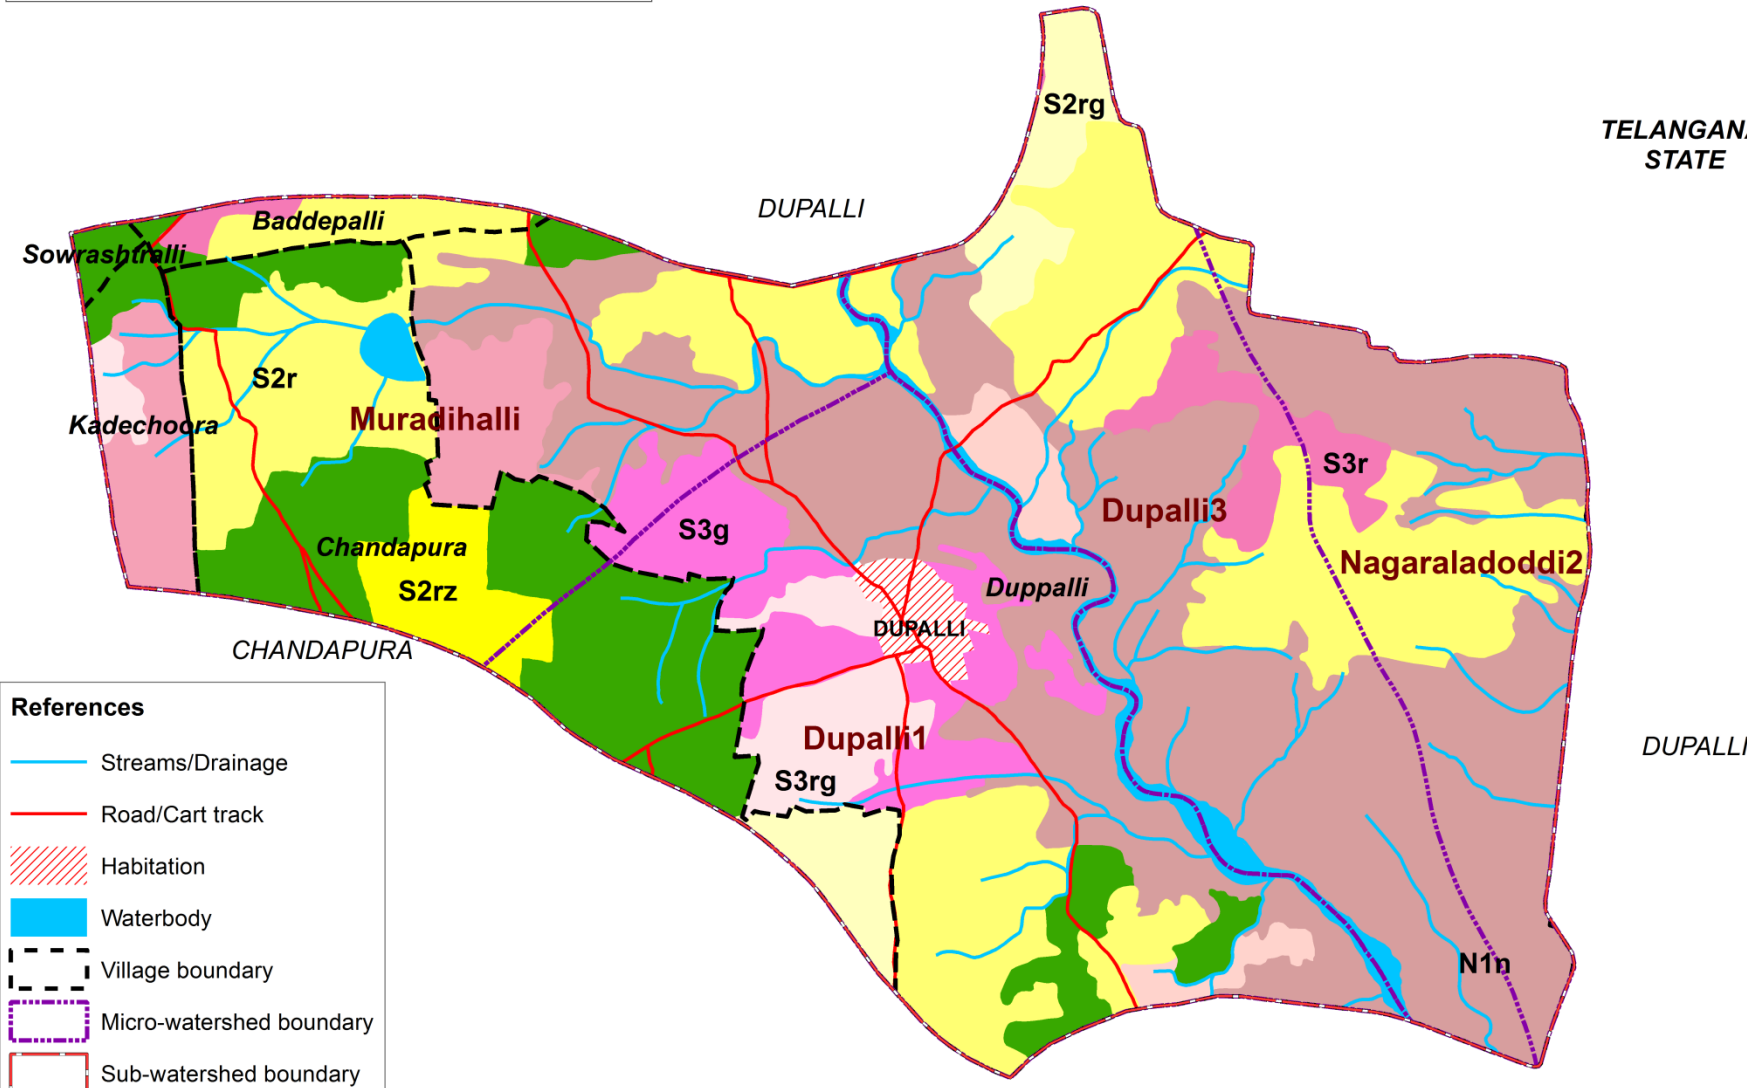 S2rg
TELANGANA
STATE
DUPALLI
Baddepalli
Sowrashtralli
S2r
Kadechoora
Muradihalli
S3r
Dupalli3
S3g
Chandapura
Nagaraladoddi2
S2rz
Duppalli
DUPALLI
CHANDAPURA
References
Streams/Drainage
Road/Cart track
Habitation
Waterbody
Village boundary
Micro-watershed boundary
Sub-watershed boundary
Dupalli1
DUPALLI
S3rg
N1n